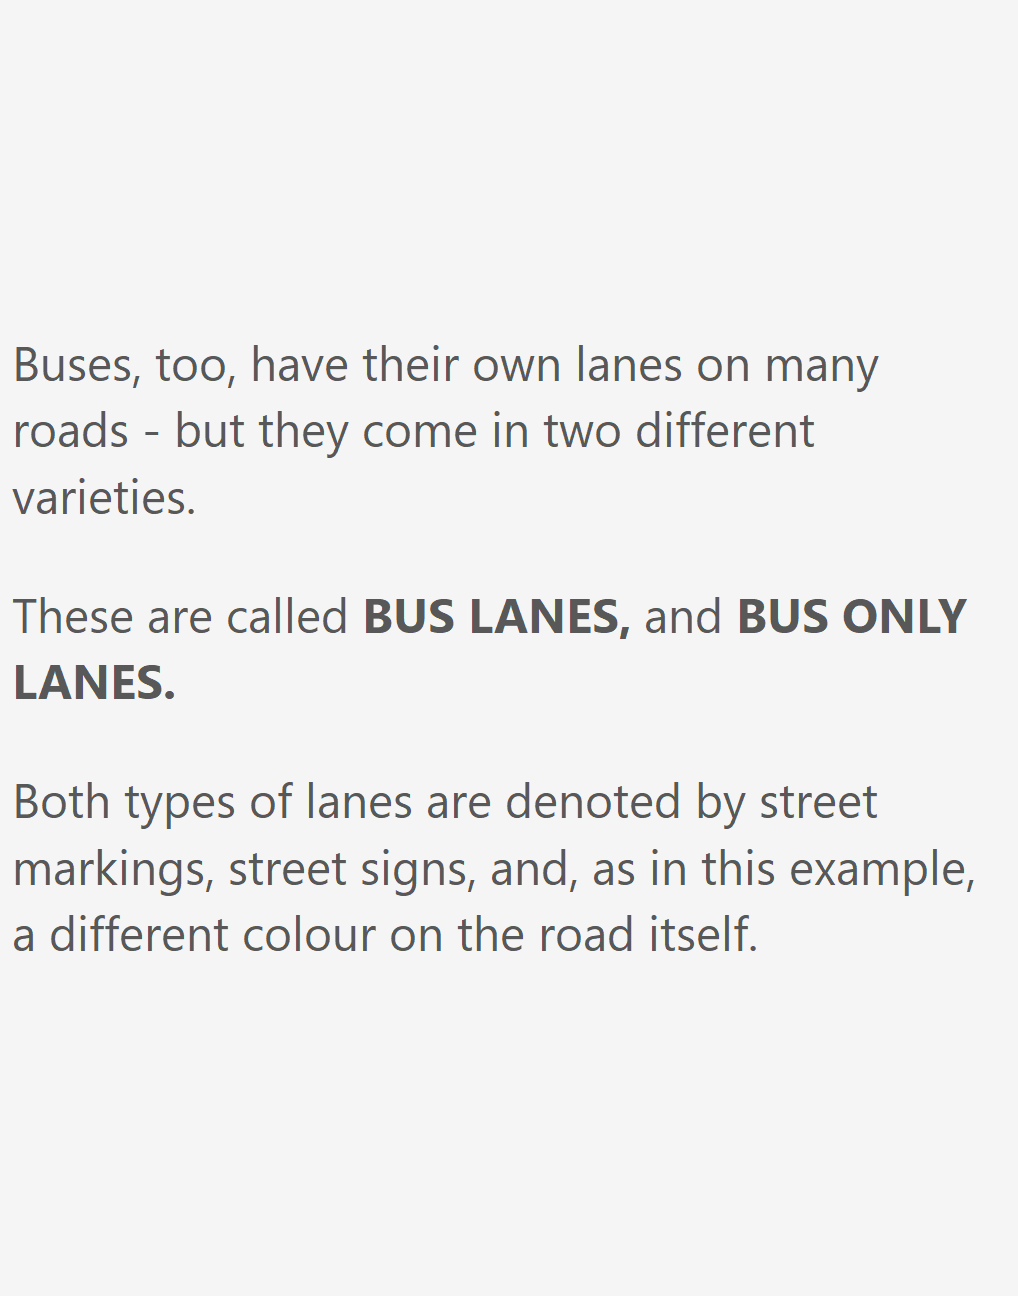 Buses, too, have their own lanes on many
roads - but they come in two different
varieties.
These are called BUS LANES, and BUS ONLY
LANES.
Both types of lanes are denoted by street
markings, street signs, and, as in this example,
a different colour on the road itself.